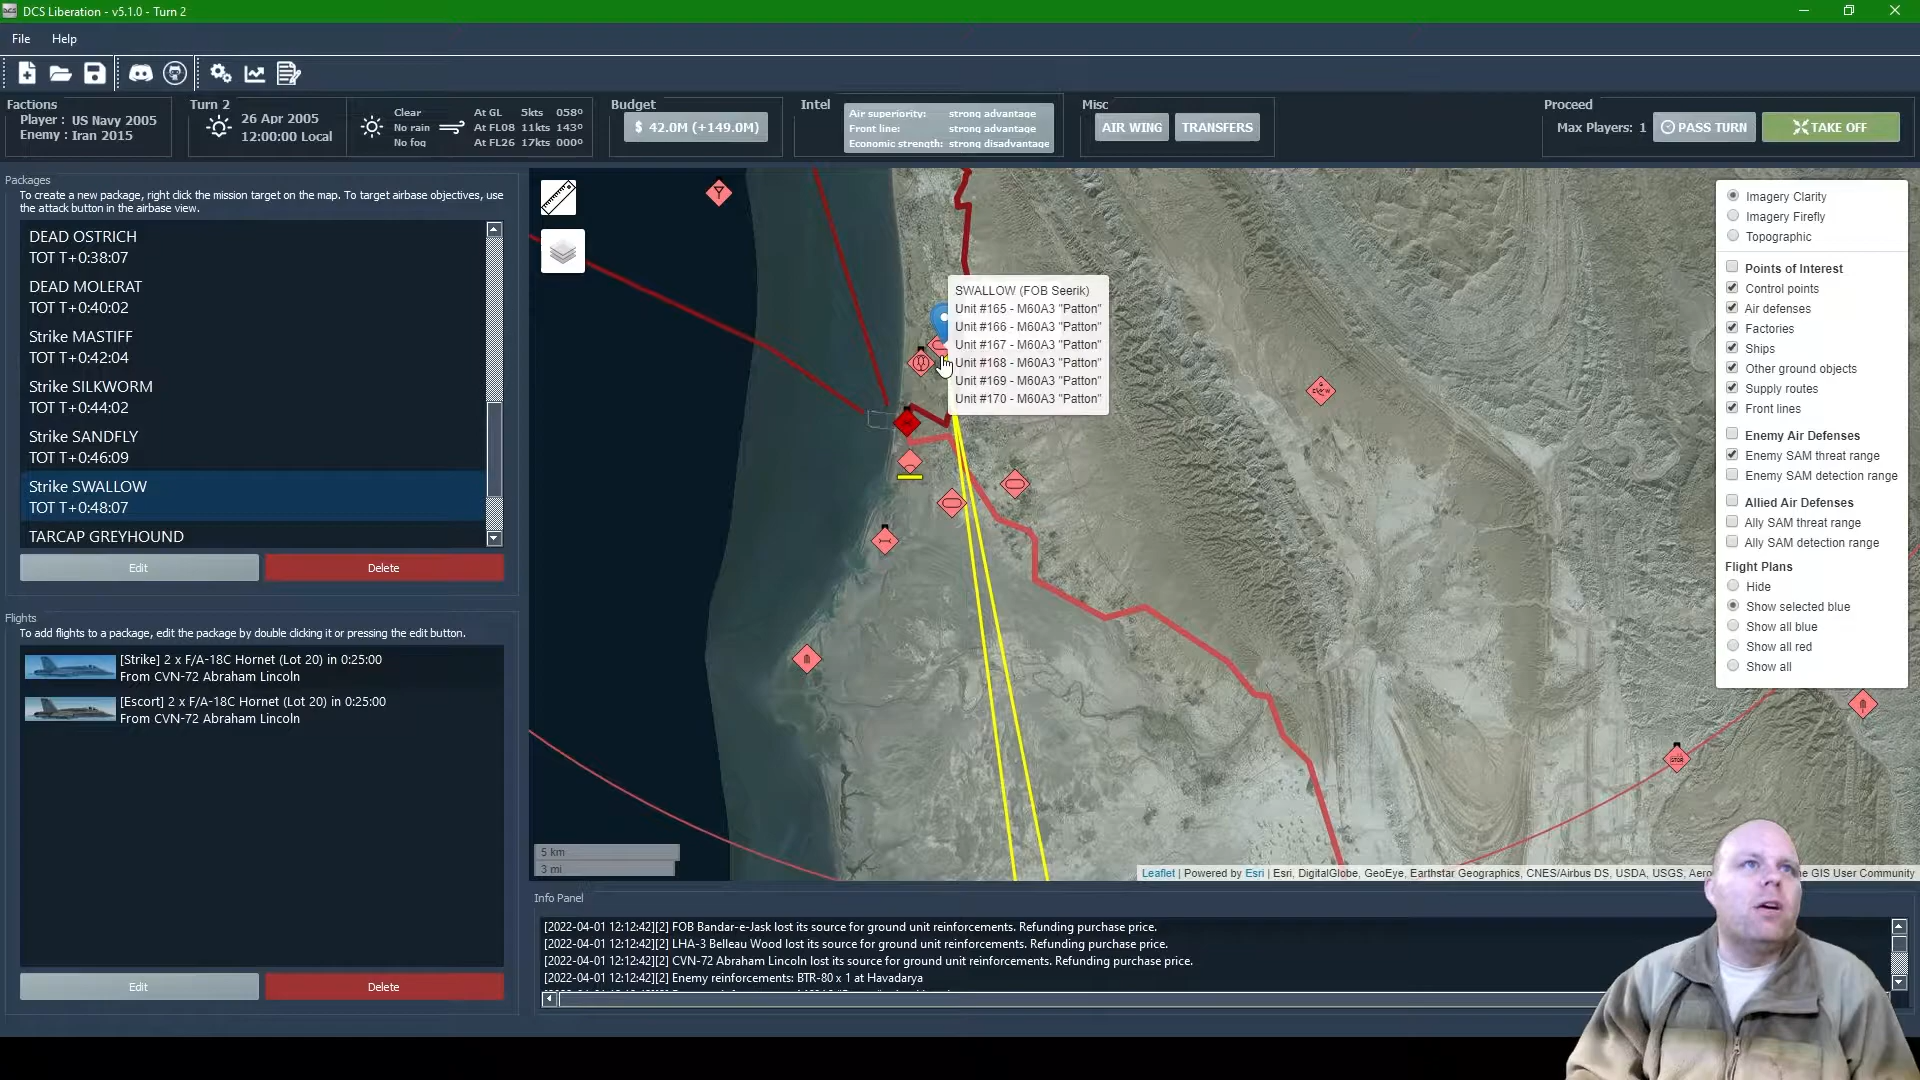 DCS Liberation - v5.1.0 - Turn 2
File Help
Factions
Player : US Navy 2005
Enemy : Iran 2015
Turn 2
26 Apr 2005
12:00:00 Local
Clear
No rain
No fog
At GL 5kts 058º
At FL08 11kts 143º
At FL26 17kts 000º
Budget
$ 42.0M (+149.0M)
Intel
Air superiority: strong advantage
Front line: strong advantage
Economic strength: strong disadvantage
Misc
AIR WING
TRANSFERS
Proceed
Max Players: 1
PASS TURN
TAKE OFF
Packages
To create a new package, right click the mission target on the map. To target airbase objectives, use
the attack button in the airbase view.
DEAD OSTRICH
TOT T+0:38:07
DEAD MOLERAT
TOT T+0:40:02
Strike MASTIFF
TOT T+0:42:04
Strike SILKWORM
TOT T+0:44:02
Strike SANDFLY
TOT T+0:46:09
Strike SWALLOW
TOT T+0:48:07
TARCAP GREYHOUND
Edit
Delete
Flights
To add flights to a package, edit the package by double clicking it or pressing the edit button.
[Strike] 2 x F/A-18C Hornet (Lot 20) in 0:25:00
From CVN-72 Abraham Lincoln
[Escort] 2 x F/A-18C Hornet (Lot 20) in 0:25:00
From CVN-72 Abraham Lincoln
Edit
Delete
SWALLOW (FOB Seerik)
Unit #165 - M60A3 "Patton"
Unit #166 - M60A3 "Patton"
Unit #167 - M60A3 "Patton"
Unit #168 - M60A3 "Patton"
Unit #169 - M60A3 "Patton"
Unit #170 - M60A3 "Patton"
Imagery Clarity
Imagery Firefly
Topographic
Points of Interest
Control points
Air defenses
Factories
Ships
Other ground objects
Supply routes
Front lines
Enemy Air Defenses
Enemy SAM threat range
Enemy SAM detection range
Allied Air Defenses
Ally SAM threat range
Ally SAM detection range
Flight Plans
Hide
Show selected blue
Show all blue
Show all red
Show all
5 km
3 mi
Leaflet | Powered by Esri | Esri, DigitalGlobe, GeoEye, Earthstar Geographics, CNES/Airbus DS, USDA, USGS, GIS User Community
Info Panel
[2022-04-01 12:12:42][2] FOB Bandar-e-Jask lost its source for ground unit reinforcements. Refunding purchase price.
[2022-04-01 12:12:42][2] LHA-3 Belleau Wood lost its source for ground unit reinforcements. Refunding purchase price.
[2022-04-01 12:12:42][2] CVN-72 Abraham Lincoln lost its source for ground unit reinforcements. Refunding purchase price.
[2022-04-01 12:12:42][2] Enemy reinforcements: BTR-80 x 1 at Havadarya